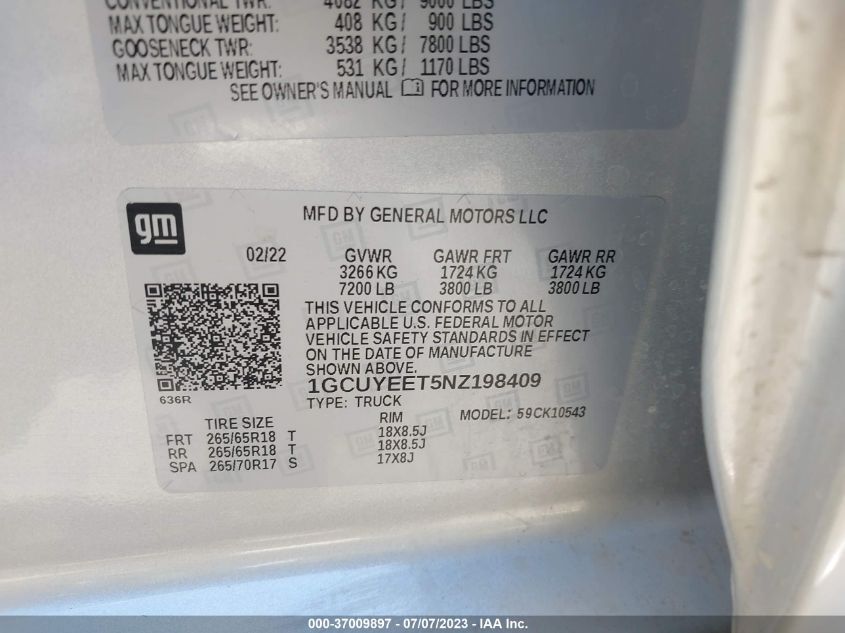 CONVENTIONAL TWR: 4082 KG/ 9000 LBS
MAX TONGUE WEIGHT: 408 KG/ 900 LBS
GOOSENECK TWR: 3538 KG/ 7800 LBS
MAX TONGUE WEIGHT: 531 KG/ 1170 LBS
SEE OWNER'S MANUAL FOR MORE INFORMATION
gm
MFD BY GENERAL MOTORS LLC
02/22 GVWR GAWR FRT GAWR RR
3266 KG 1724 KG 1724 KG
7200 LB 3800 LB 3800 LB
THIS VEHICLE CONFORMS TO ALL
APPLICABLE U.S. FEDERAL MOTOR
VEHICLE SAFETY STANDARDS IN EFFECT
ON THE DATE OF MANUFACTURE
SHOWN ABOVE.
1GCUYEET5NZ198409
636R
TYPE: TRUCK MODEL: 59CK10543
TIRE SIZE RIM
FRT 265/65R18 T 18X8.5J
RR 265/65R18 T 18X8.5J
SPA 265/70R17 S 17X8J
000-37009897 - 07/07/2023 - IAA Inc.